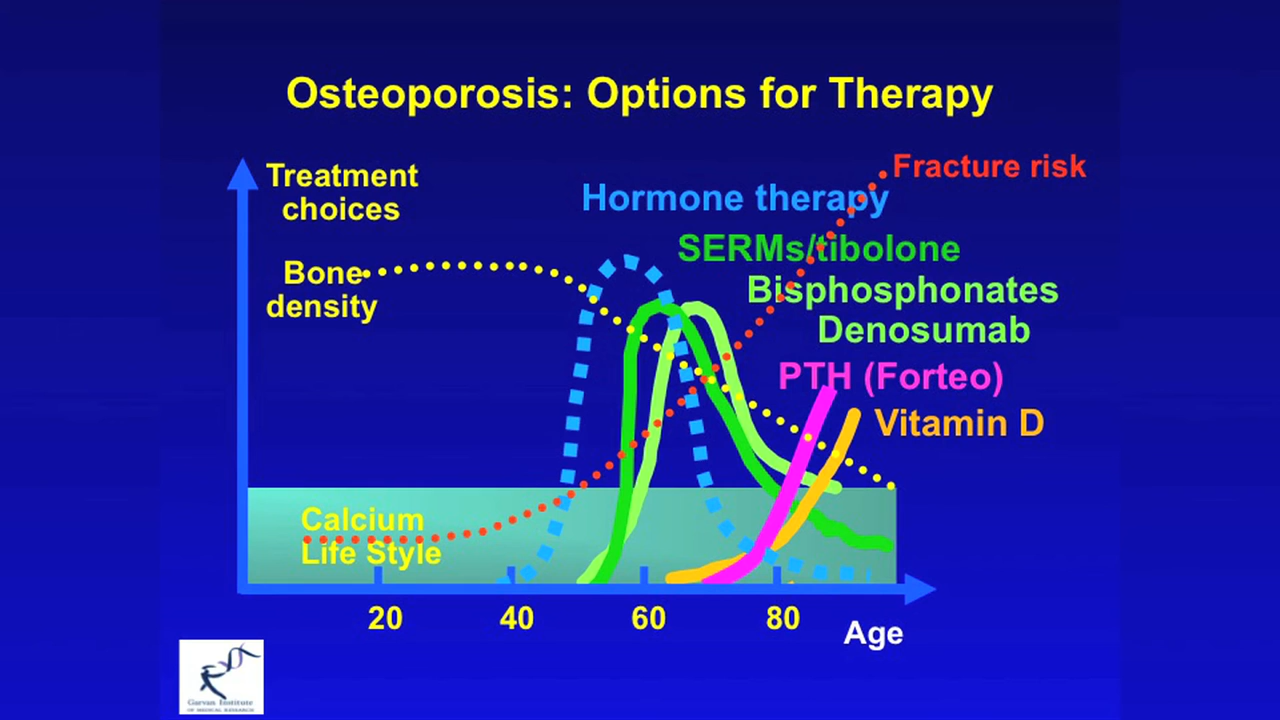 Osteoporosis: Options for Therapy
Treatment
choices
Fracture risk
Hormone therapy
SERMs/tibolone
Bone
density
Bisphosphonates
Denosumab
PTH (Forteo)
Vitamin D
Calcium
Life Style
20
40
60
80
Age
Garvan Institute
OF MEDICAL RESEARCH